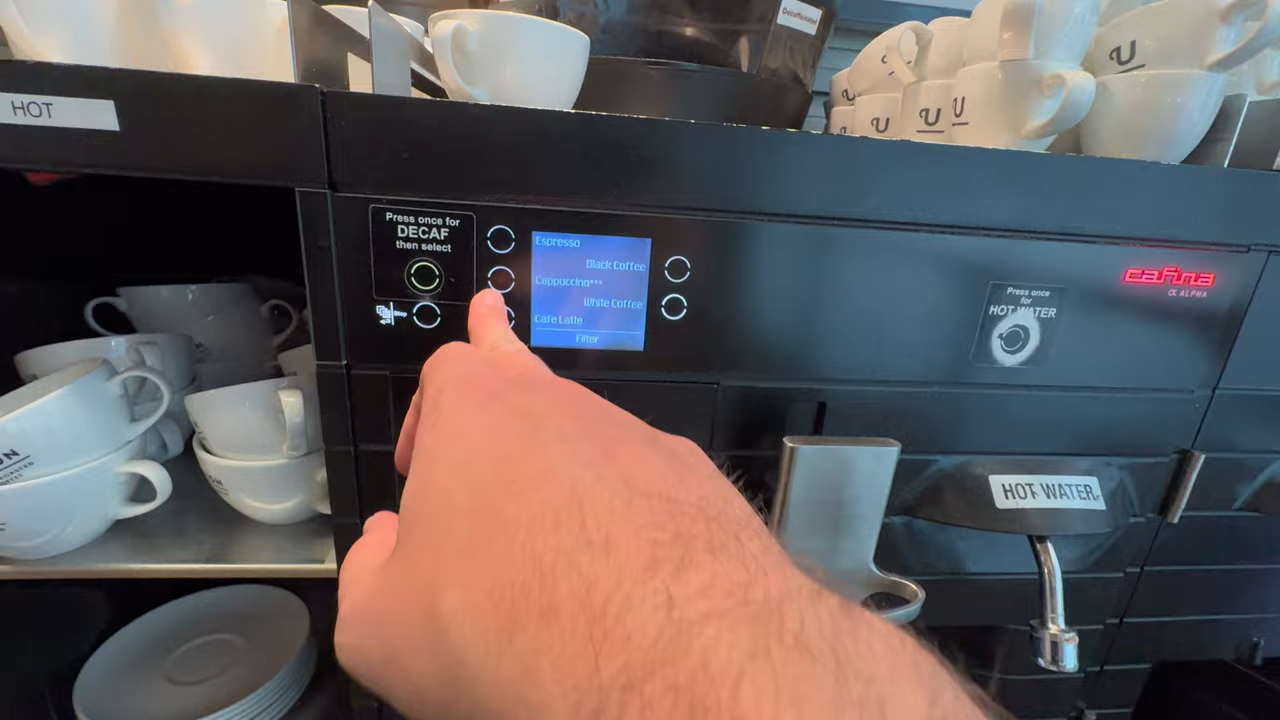 Decaffeinated
HOT
Press once for
DECAF
then select
Stop
Espresso
Black Coffee
Cappuccino***
White Coffee
Cafe Latte
Filter
cafina
α ALPHA
Press once
for
HOT WATER
HOT WATER
U
U
U
U